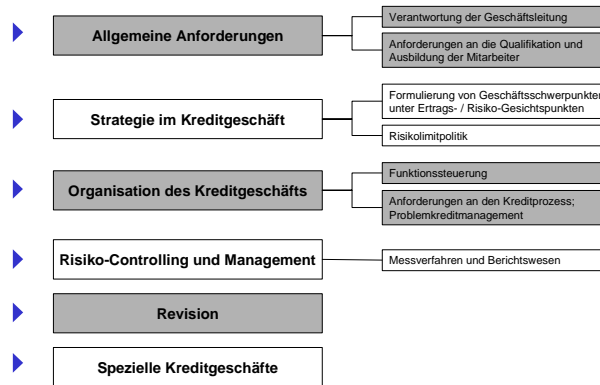 Allgemeine Anforderungen
Verantwortung der Geschäftsleitung
Anforderungen an die Qualifikation und
Ausbildung der Mitarbeiter
Strategie im Kreditgeschäft
Formulierung von Geschäftsschwerpunkten
unter Ertrags- / Risiko-Gesichtspunkten
Risikolimitpolitik
Organisation des Kreditgeschäfts
Funktionssteuerung
Anforderungen an den Kreditprozess;
Problemkreditmanagement
Risiko-Controlling und Management
Messverfahren und Berichtswesen
Revision
Spezielle Kreditgeschäfte